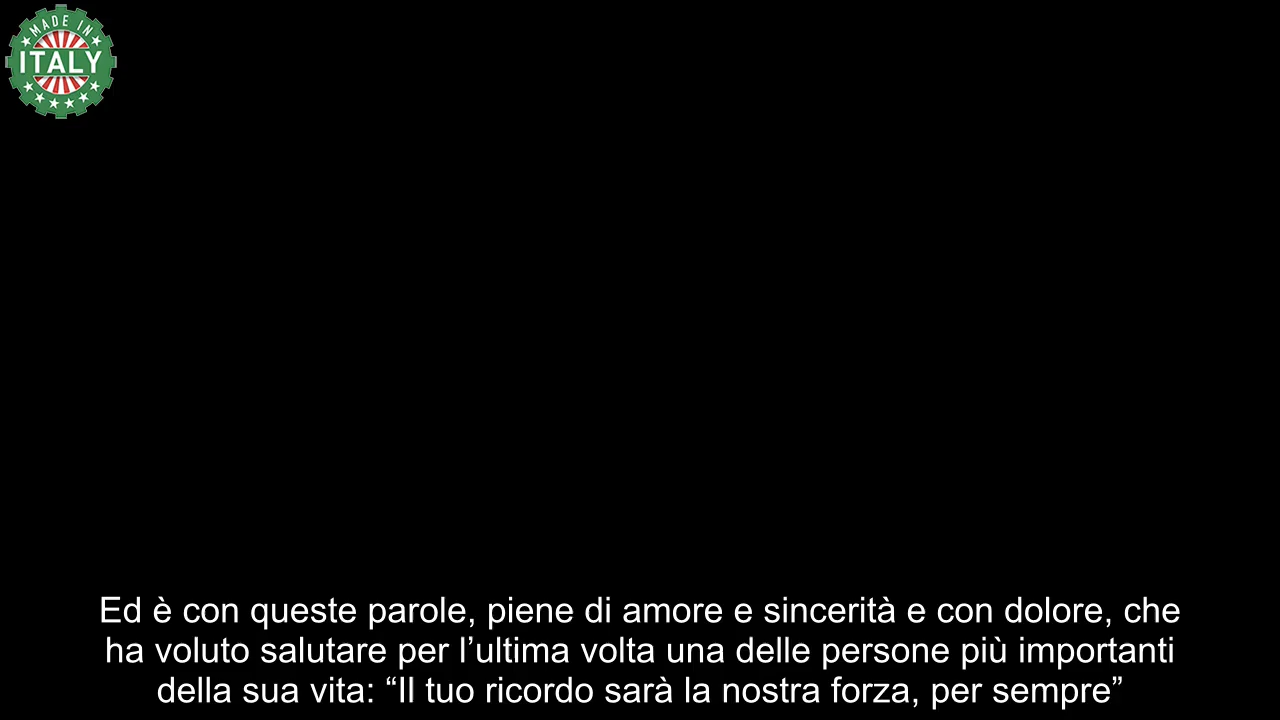 MADE IN
ITALY
Ed è con queste parole, piene di amore e sincerità e con dolore, che
ha voluto salutare per l’ultima volta una delle persone più importanti
della sua vita: “Il tuo ricordo sarà la nostra forza, per sempre”